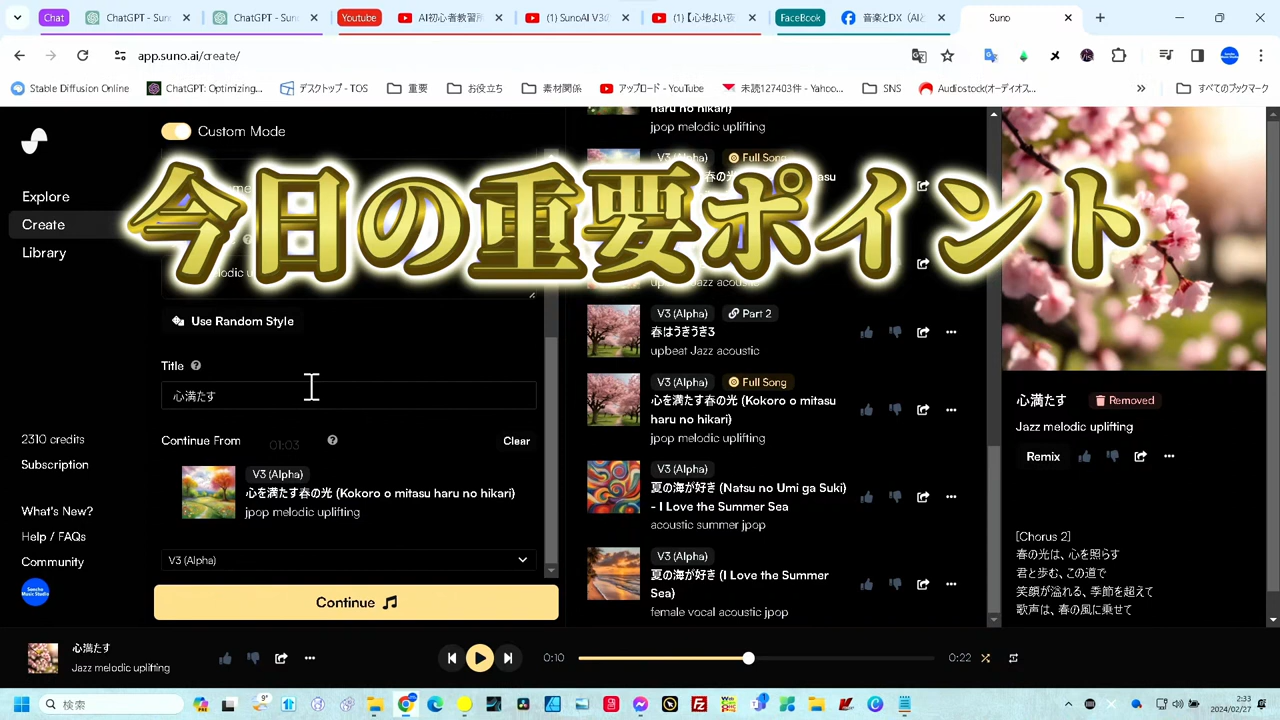 Chat
ChatGPT - Sun
ChatGPT - Sun
Youtube
AI初心者教習所
(1) SunoAI V3の
(1) 【心地よい夜
FaceBook
音楽とDX（AIと
Suno
app.suno.ai/create/
Stable Diffusion Online
ChatGPT: Optimizing...
デスクトップ - TOS
重要
お役立ち
素材関係
アップロード - YouTube
未読127403件 - Yahoo...
SNS
Audiostock(オーディオス...
すべてのブックマーク
今日の重要ポイント
Explore
Create
Library
2310 credits
Subscription
What's New?
Help / FAQs
Community
Custom Mode
Use Random Style
Title
心満たす
Continue From
01:03
Clear
V3 (Alpha)
心を満たす春の光 (Kokoro o mitasu haru no hikari)
jpop melodic uplifting
V3 (Alpha)
Continue
haru no hikari)
jpop melodic uplifting
V3 (Alpha)
Full Song
V3 (Alpha)
Part 2
春はうきうき3
upbeat Jazz acoustic
V3 (Alpha)
Full Song
心を満たす春の光 (Kokoro o mitasu
haru no hikari)
jpop melodic uplifting
V3 (Alpha)
夏の海が好き (Natsu no Umi ga Suki)
- I Love the Summer Sea
acoustic summer jpop
V3 (Alpha)
夏の海が好き (I Love the Summer
Sea)
female vocal acoustic jpop
心満たす
Removed
Jazz melodic uplifting
Remix
[Chorus 2]
春の光は、心を照らす
君と歩む、この道で
笑顔が溢れる、季節を超えて
歌声は、春の風に乗せて
心満たす
Jazz melodic uplifting
0:10
0:22
検索
9°
2:33
2024/02/27